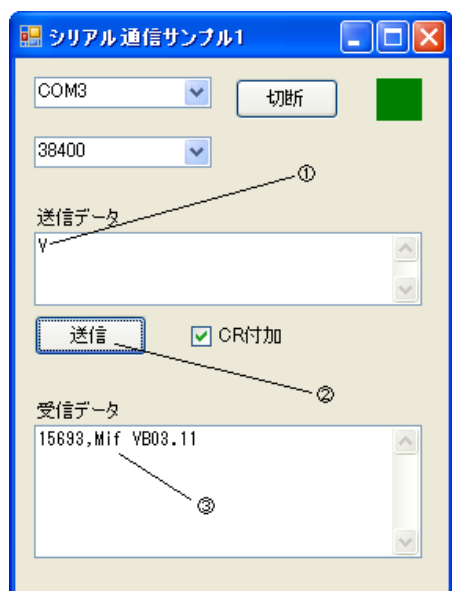 シリアル通信サンプル1
COM3
切断
38400
①
送信データ
V
送信
CR付加
②
受信データ
15693,Mif VB03.11
③